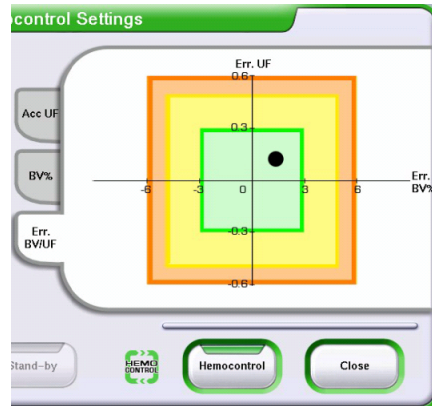 ocontrol Settings
Err. UF
0.6
Acc UF
0.3
BV%
-6
-3
0
3
6
Err.
BV%
Err.
BV/UF
-0.3
-0.6
Stand-by
HEMO
CONTROL
Hemocontrol
Close